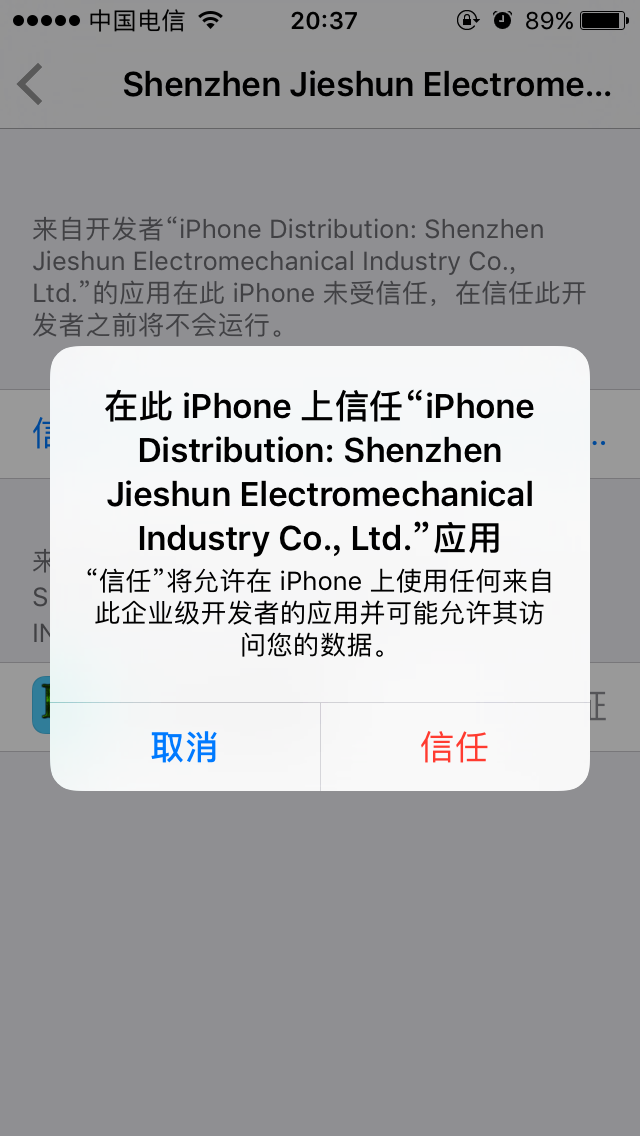 中国电信
20:37
89%
Shenzhen Jieshun Electrome...
来自开发者“iPhone Distribution: Shenzhen
Jieshun Electromechanical Industry Co.,
Ltd.”的应用在此 iPhone 未受信任，在信任此开
发者之前将不会运行。
在此 iPhone 上信任“iPhone
Distribution: Shenzhen
Jieshun Electromechanical
Industry Co., Ltd.”应用
“信任”将允许在 iPhone 上使用任何来自
此企业级开发者的应用并可能允许其访
问您的数据。
取消
信任